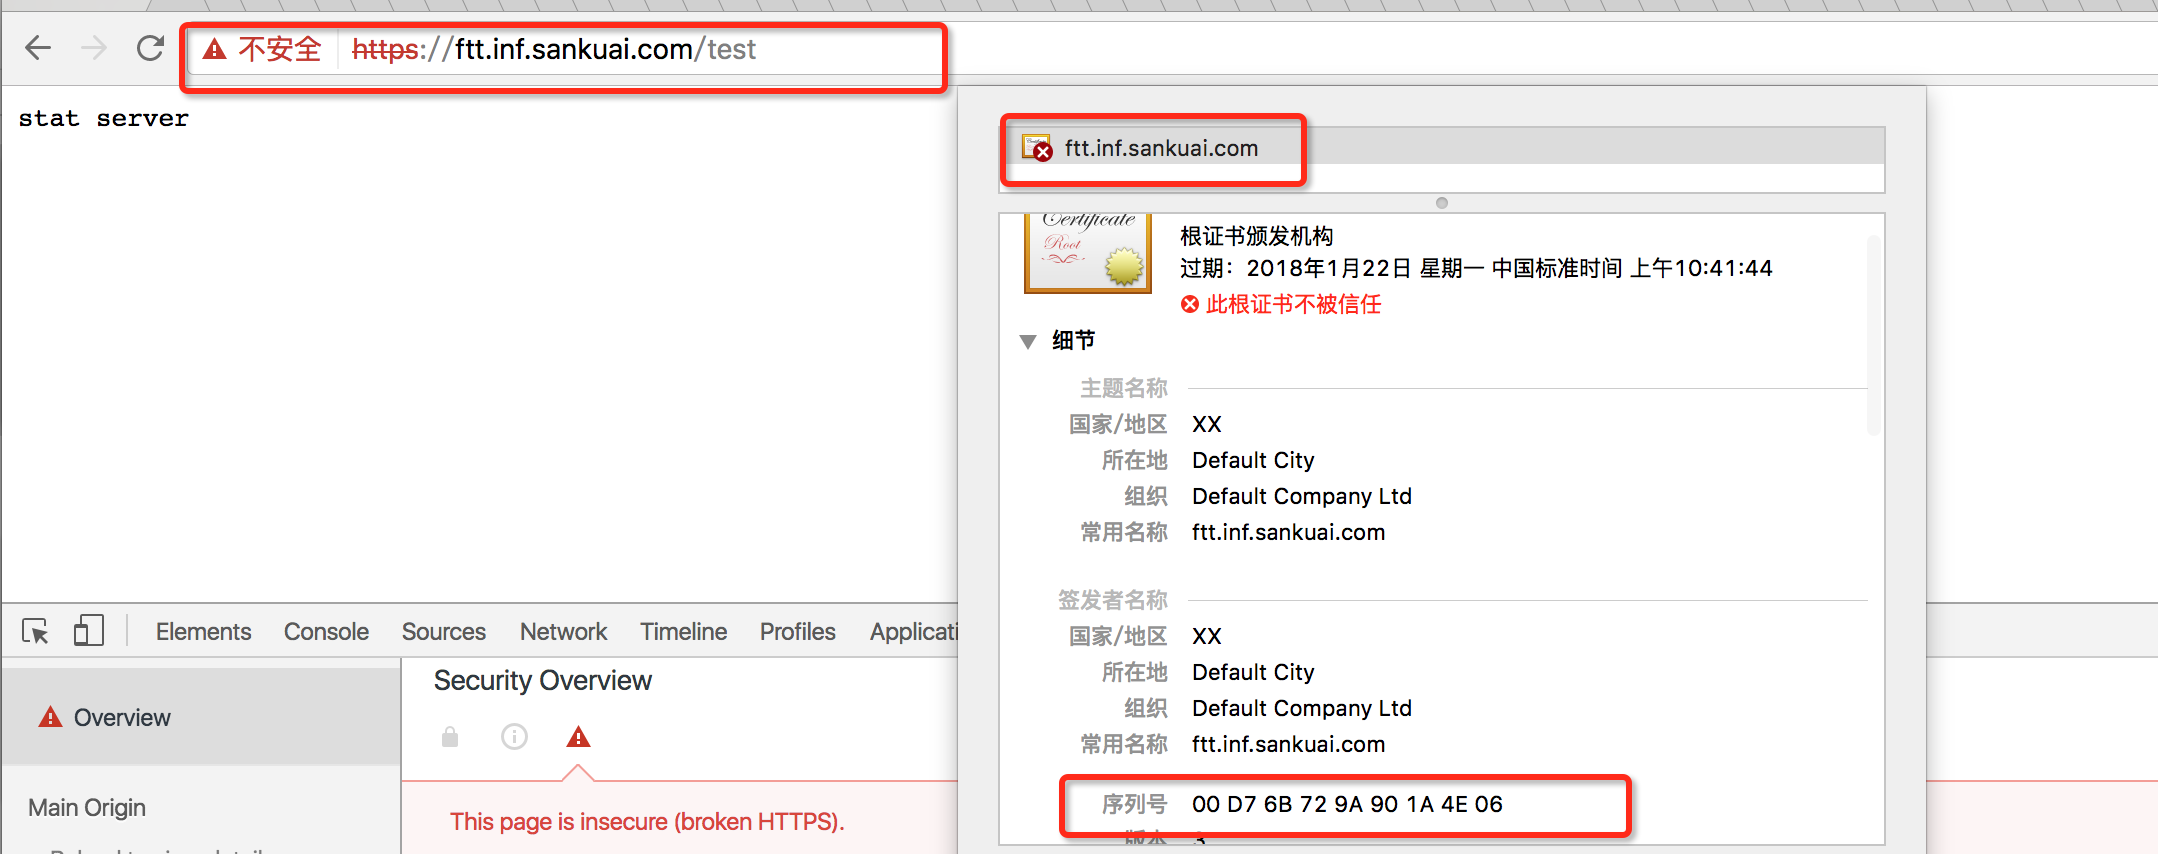 不安全 https://ftt.inf.sankuai.com/test
stat server
ftt.inf.sankuai.com
Certificate
Root
根证书颁发机构
过期：2018年1月22日 星期一 中国标准时间 上午10:41:44
此根证书不被信任
细节
主题名称
国家/地区 XX
所在地 Default City
组织 Default Company Ltd
常用名称 ftt.inf.sankuai.com
签发者名称
国家/地区 XX
所在地 Default City
组织 Default Company Ltd
常用名称 ftt.inf.sankuai.com
序列号 00 D7 6B 72 9A 90 1A 4E 06
版本 3
Elements Console Sources Network Timeline Profiles Applicati
Overview
Main Origin
Security Overview
This page is insecure (broken HTTPS).